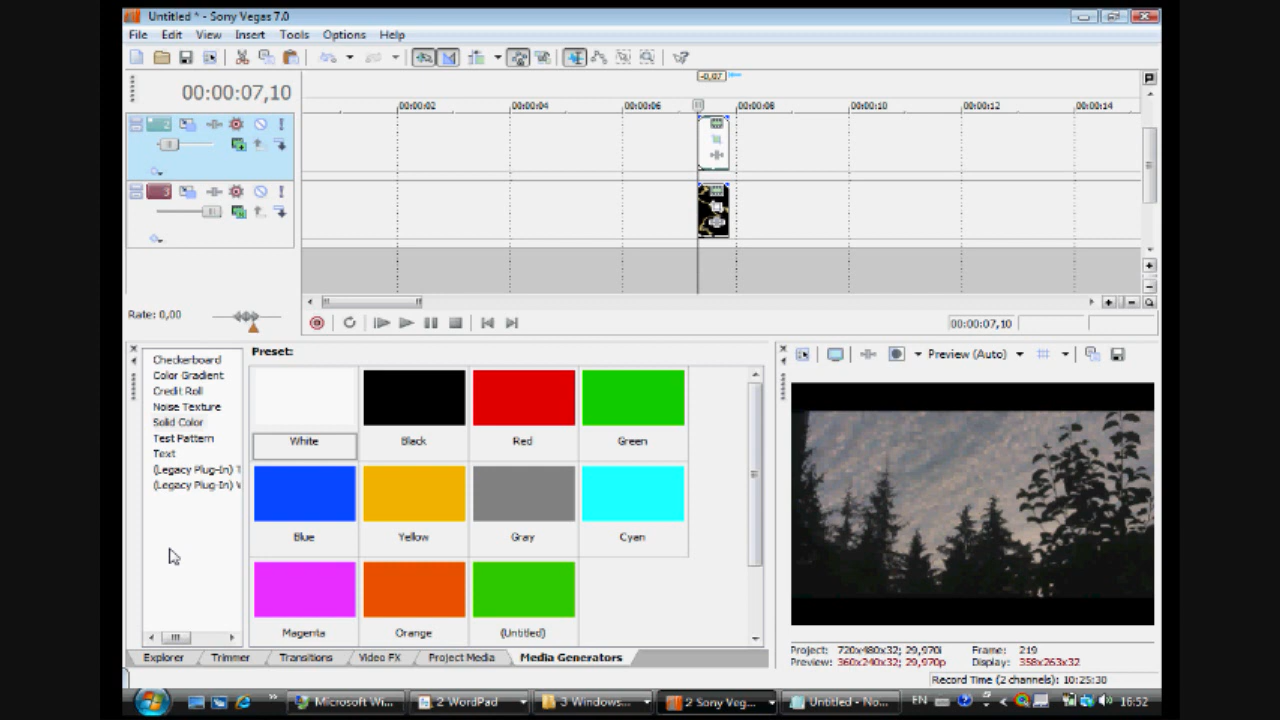 Untitled * - Sony Vegas 7.0
File Edit View Insert Tools Options Help
-0,07
00:00:07,10
00:00:02 00:00:04 00:00:06 00:00:08 00:00:10 00:00:12 00:00:14
2
3
Rate: 0,00
00:00:07,10
Preset:
Checkerboard
Color Gradient
Credit Roll
Noise Texture
Solid Color
Test Pattern
Text
(Legacy Plug-In) T
(Legacy Plug-In) V
White Black Red Green
Blue Yellow Gray Cyan
Magenta Orange (Untitled)
Preview (Auto)
Explorer Trimmer Transitions Video FX Project Media Media Generators
Project: 720x480x32; 29,970i Frame: 219
Preview: 360x240x32; 29,970p Display: 358x263x32
Record Time (2 channels): 10:25:30
Microsoft Wi... 2 WordPad 3 Windows... 2 Sony Veg... Untitled - No... EN 16:52